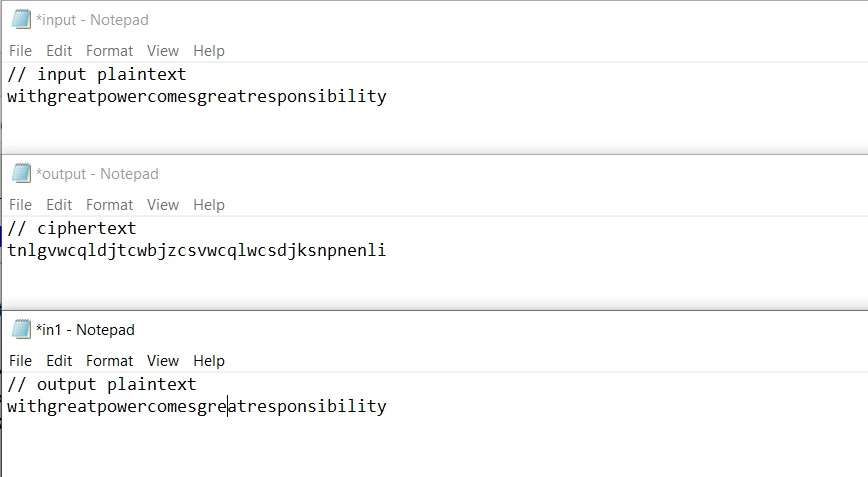 *input - Notepad
File Edit Format View Help
// input plaintext
withgreatpowercomesgreatresponsibility
*output - Notepad
File Edit Format View Help
// ciphertext
tnlgvwcqldjtcwbjzcsvwcqlwcsdjksnpnenli
*in1 - Notepad
File Edit Format View Help
// output plaintext
withgreatpowercomesgreatresponsibility